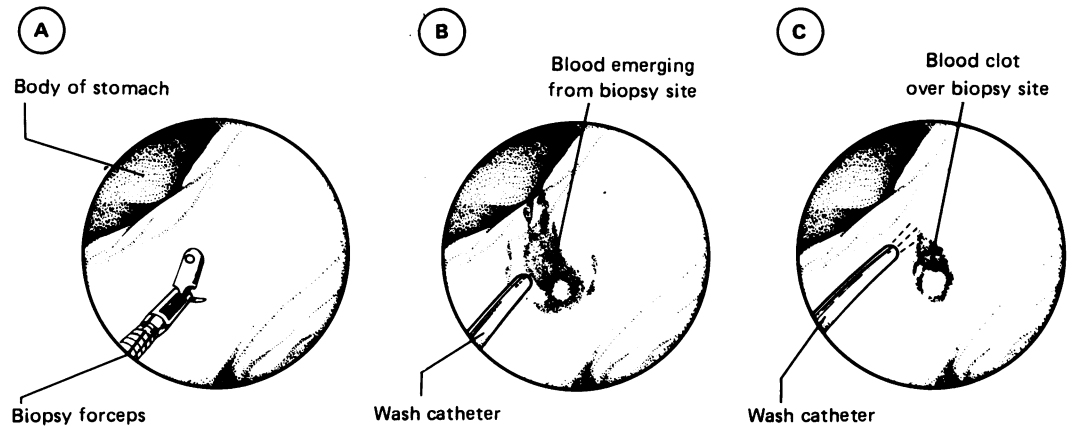 A
Body of stomach
Biopsy forceps
B
Blood emerging
from biopsy site
Wash catheter
C
Blood clot
over biopsy site
Wash catheter